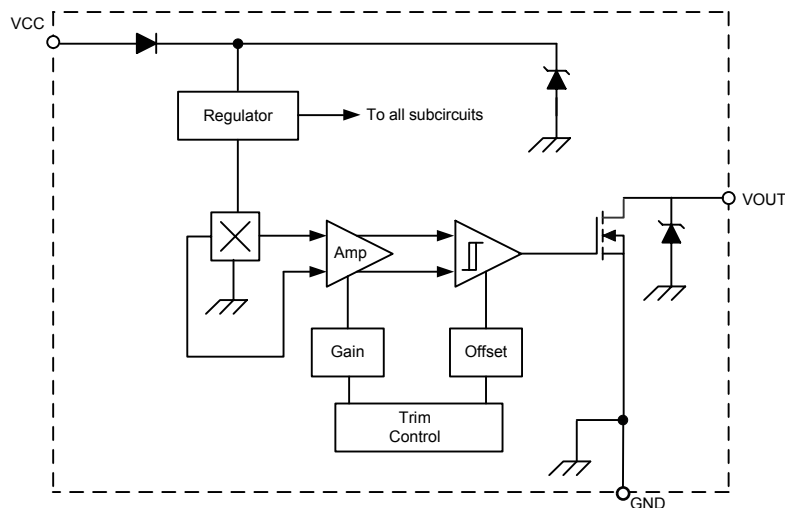 VCC
Regulator
To all subcircuits
VOUT
Amp
Gain
Offset
Trim
Control
GND